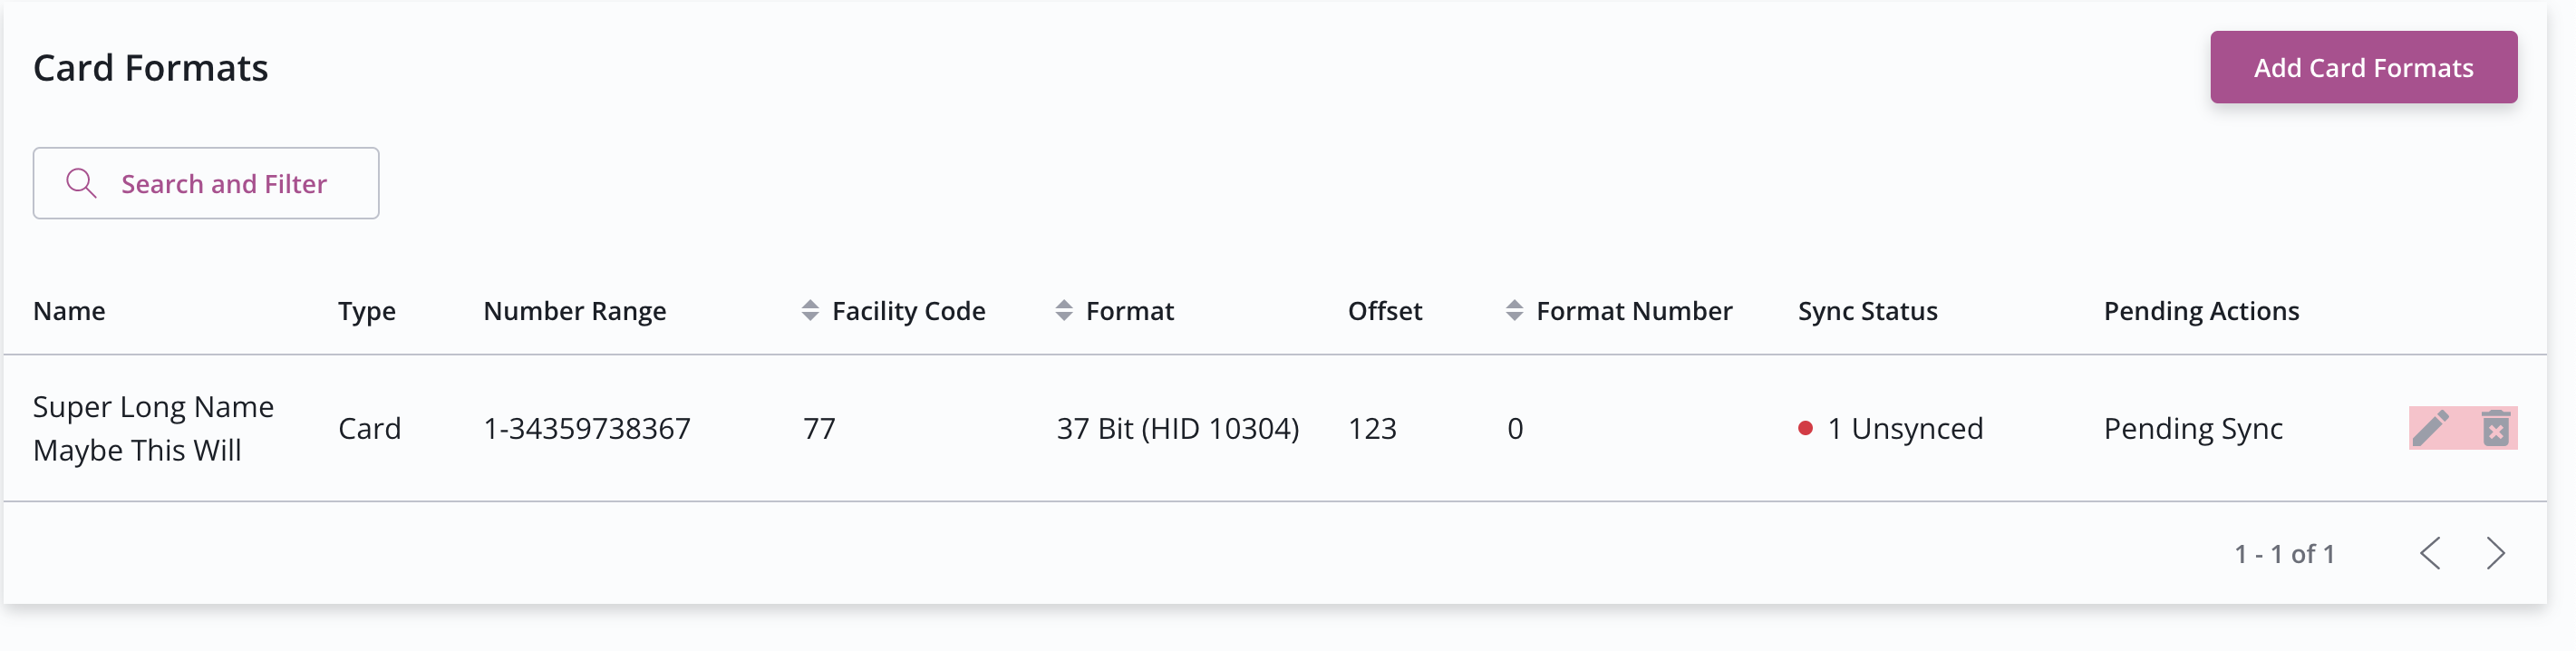 Card Formats
Add Card Formats
Search and Filter
Name Type Number Range Facility Code Format Offset Format Number Sync Status Pending Actions
Super Long Name
Maybe This Will
Card 1-34359738367 77 37 Bit (HID 10304) 123 0 1 Unsynced Pending Sync
1 - 1 of 1